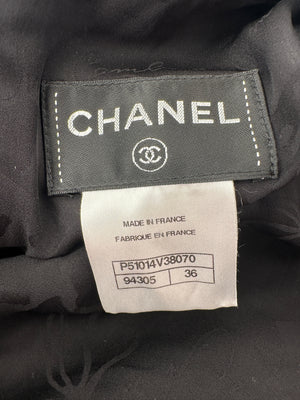 CHANEL
MADE IN FRANCE
FABRIQUE EN FRANCE
P51014V38070
94305 36